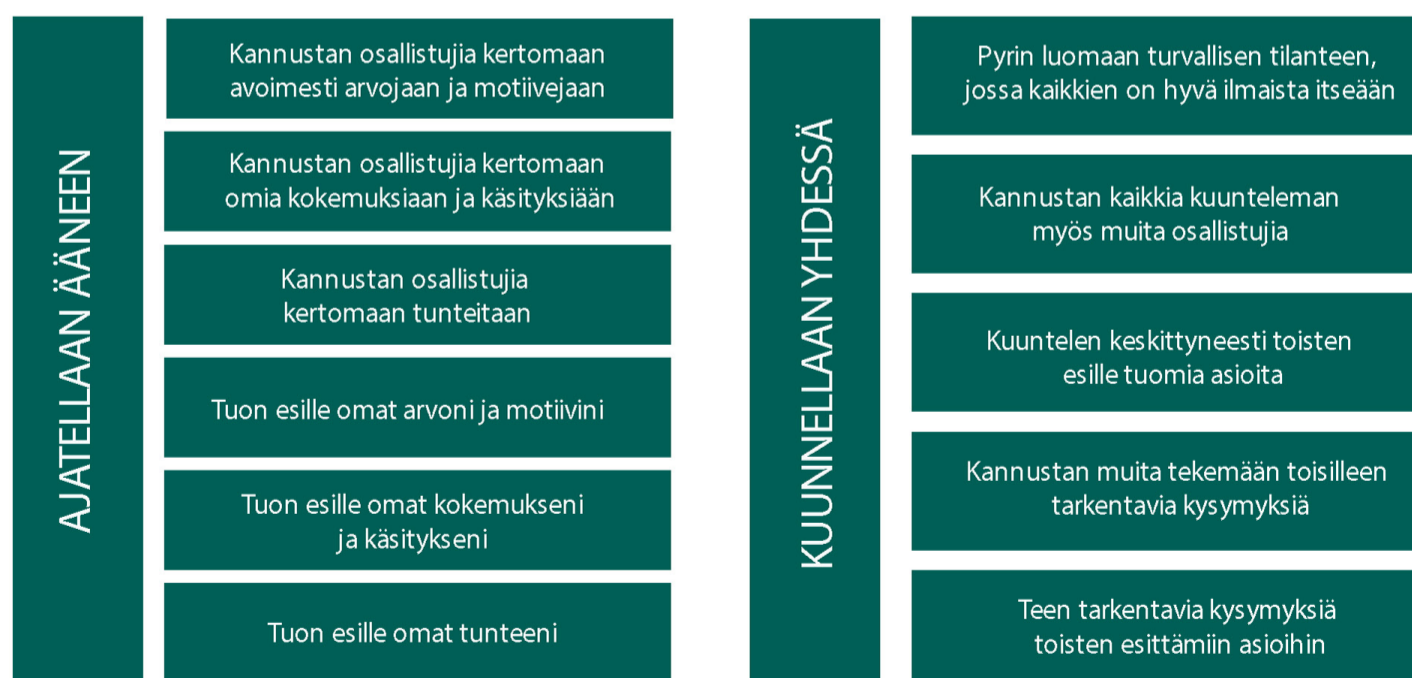 AJATELLAAN ÄÄNEEN
Kannustan osallistujia kertomaan
avoimesti arvojaan ja motiivejaan
Kannustan osallistujia kertomaan
omia kokemuksiaan ja käsityksiään
Kannustan osallistujia
kertomaan tunteitaan
Tuon esille omat arvoni ja motiivini
Tuon esille omat kokemukseni
ja käsitykseni
Tuon esille omat tunteeni
KUUNNELLAAN YHDESSÄ
Pyrin luomaan turvallisen tilanteen,
jossa kaikkien on hyvä ilmaista itseään
Kannustan kaikkia kuunteleman
myös muita osallistujia
Kuuntelen keskittyneesti toisten
esille tuomia asioita
Kannustan muita tekemään toisilleen
tarkentavia kysymyksiä
Teen tarkentavia kysymyksiä
toisten esittämiin asioihin